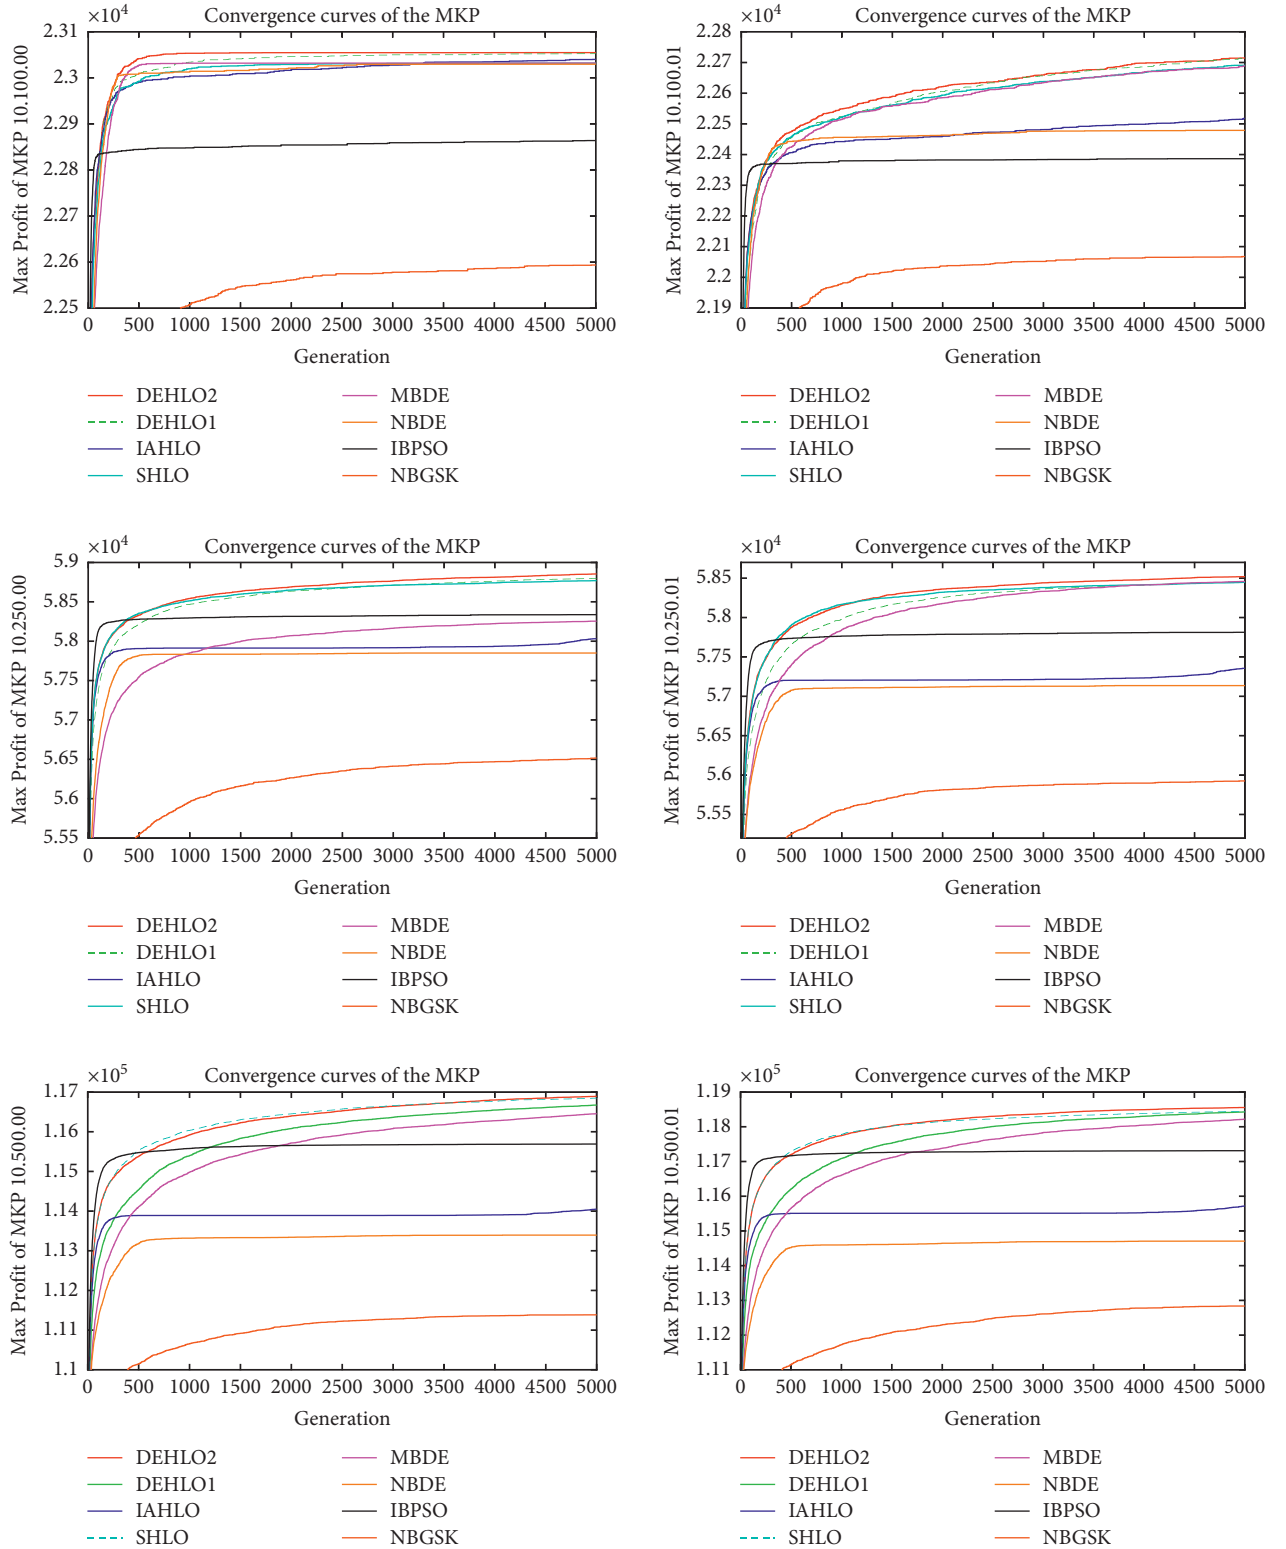 ×10⁴
Convergence curves of the MKP
Max Profit of MKP 10.100.00
2.31
2.3
2.29
2.28
2.27
2.26
2.25
0 500 1000 1500 2000 2500 3000 3500 4000 4500 5000
Generation
DEHLO2
DEHLO1
IAHLO
SHLO
MBDE
NBDE
IBPSO
NBGSK
×10⁴
Convergence curves of the MKP
Max Profit of MKP 10.100.01
2.28
2.27
2.26
2.25
2.24
2.23
2.22
2.21
2.2
2.19
0 500 1000 1500 2000 2500 3000 3500 4000 4500 5000
Generation
DEHLO2
DEHLO1
IAHLO
SHLO
MBDE
NBDE
IBPSO
NBGSK
×10⁴
Convergence curves of the MKP
Max Profit of MKP 10.250.00
5.9
5.85
5.8
5.75
5.7
5.65
5.6
5.55
0 500 1000 1500 2000 2500 3000 3500 4000 4500 5000
Generation
DEHLO2
DEHLO1
IAHLO
SHLO
MBDE
NBDE
IBPSO
NBGSK
×10⁴
Convergence curves of the MKP
Max Profit of MKP 10.250.01
5.85
5.8
5.75
5.7
5.65
5.6
5.55
0 500 1000 1500 2000 2500 3000 3500 4000 4500 5000
Generation
DEHLO2
DEHLO1
IAHLO
SHLO
MBDE
NBDE
IBPSO
NBGSK
×10⁵
Convergence curves of the MKP
Max Profit of MKP 10.500.00
1.17
1.16
1.15
1.14
1.13
1.12
1.11
1.1
0 500 1000 1500 2000 2500 3000 3500 4000 4500 5000
Generation
DEHLO2
DEHLO1
IAHLO
SHLO
MBDE
NBDE
IBPSO
NBGSK
×10⁵
Convergence curves of the MKP
Max Profit of MKP 10.500.01
1.19
1.18
1.17
1.16
1.15
1.14
1.13
1.12
1.11
0 500 1000 1500 2000 2500 3000 3500 4000 4500 5000
Generation
DEHLO2
DEHLO1
IAHLO
SHLO
MBDE
NBDE
IBPSO
NBGSK